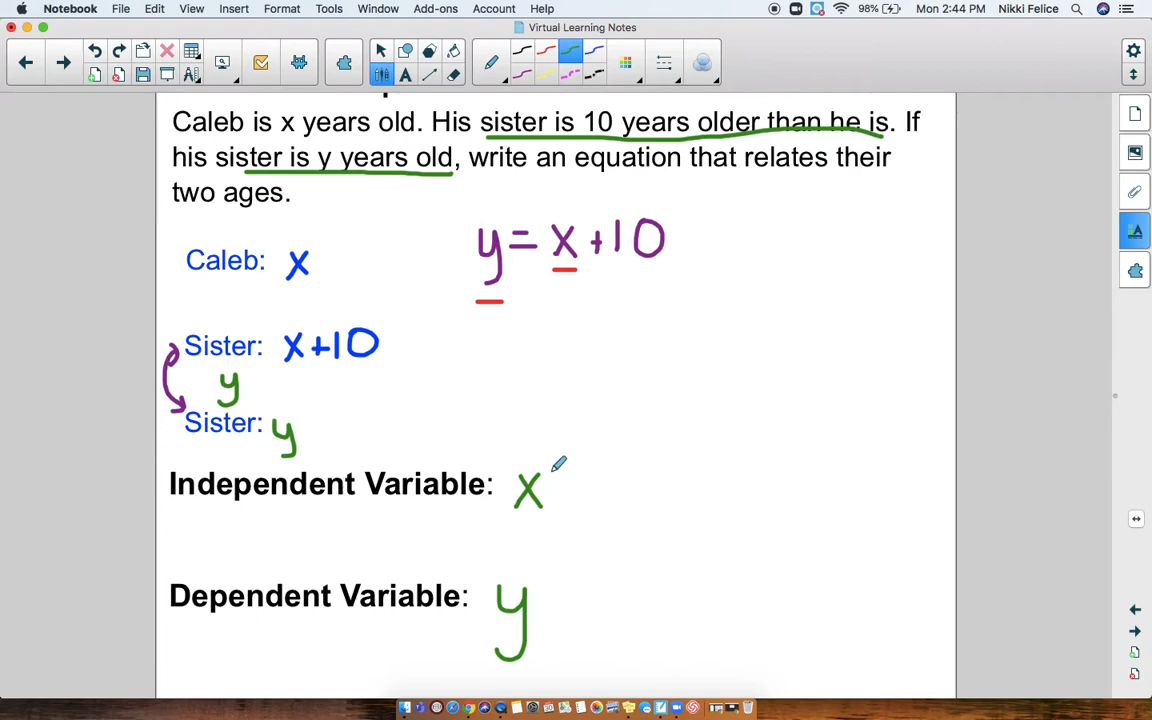 Notebook File Edit View Insert Format Tools Window Add-ons Account Help 98% Mon 2:44 PM Nikki Felice
Virtual Learning Notes
Caleb is x years old. His sister is 10 years older than he is. If
his sister is y years old, write an equation that relates their
two ages.
y = x + 10
Caleb: x
Sister: x + 10
y
Sister: y
Independent Variable: x
Dependent Variable: y